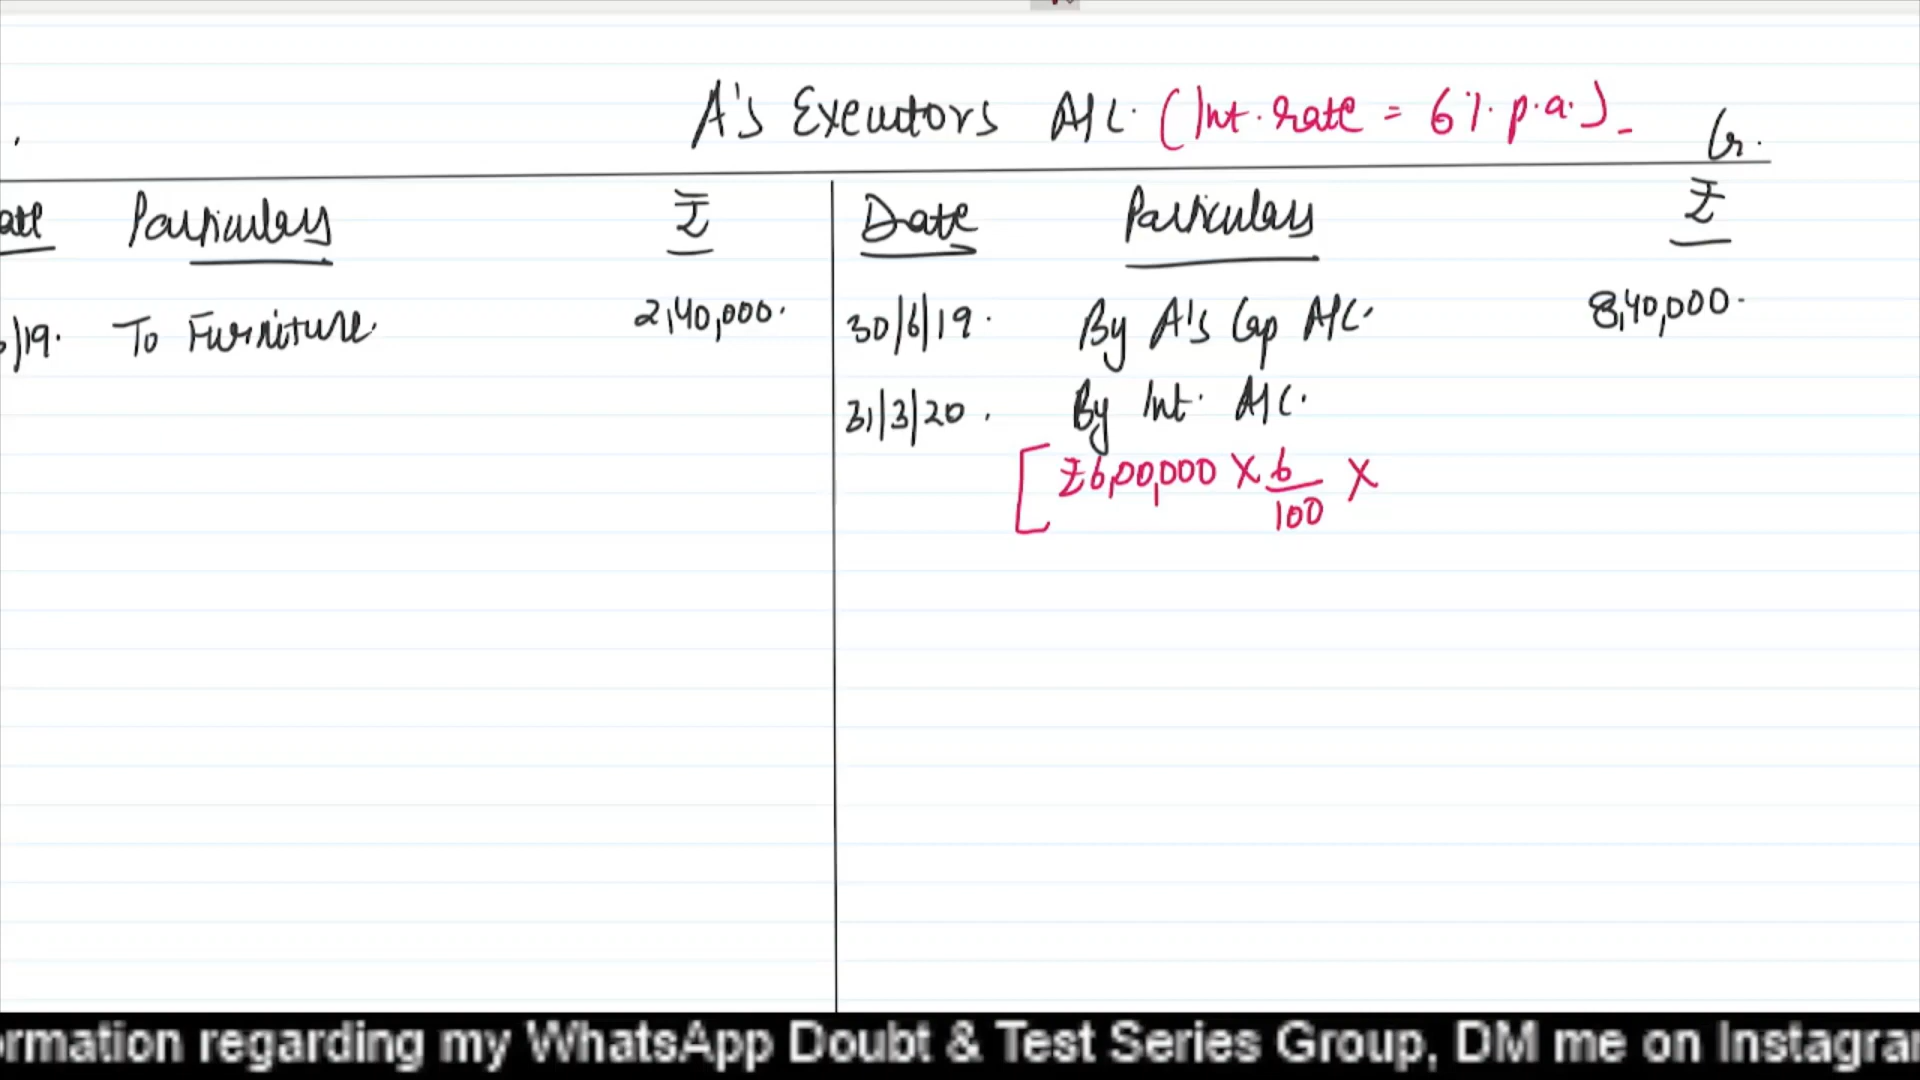 A's Executors A/C. (Int. rate = 6%. p.a.)
Cr.
Particulars ₹ Date Particulars ₹
/19. To Furniture. 2,40,000. 30/6/19. By A's Cap A/C. 8,40,000.
31/3/20. By Int. A/C.
[₹6,00,000 X 6/100 X
ormation regarding my WhatsApp Doubt & Test Series Group, DM me on Instagra